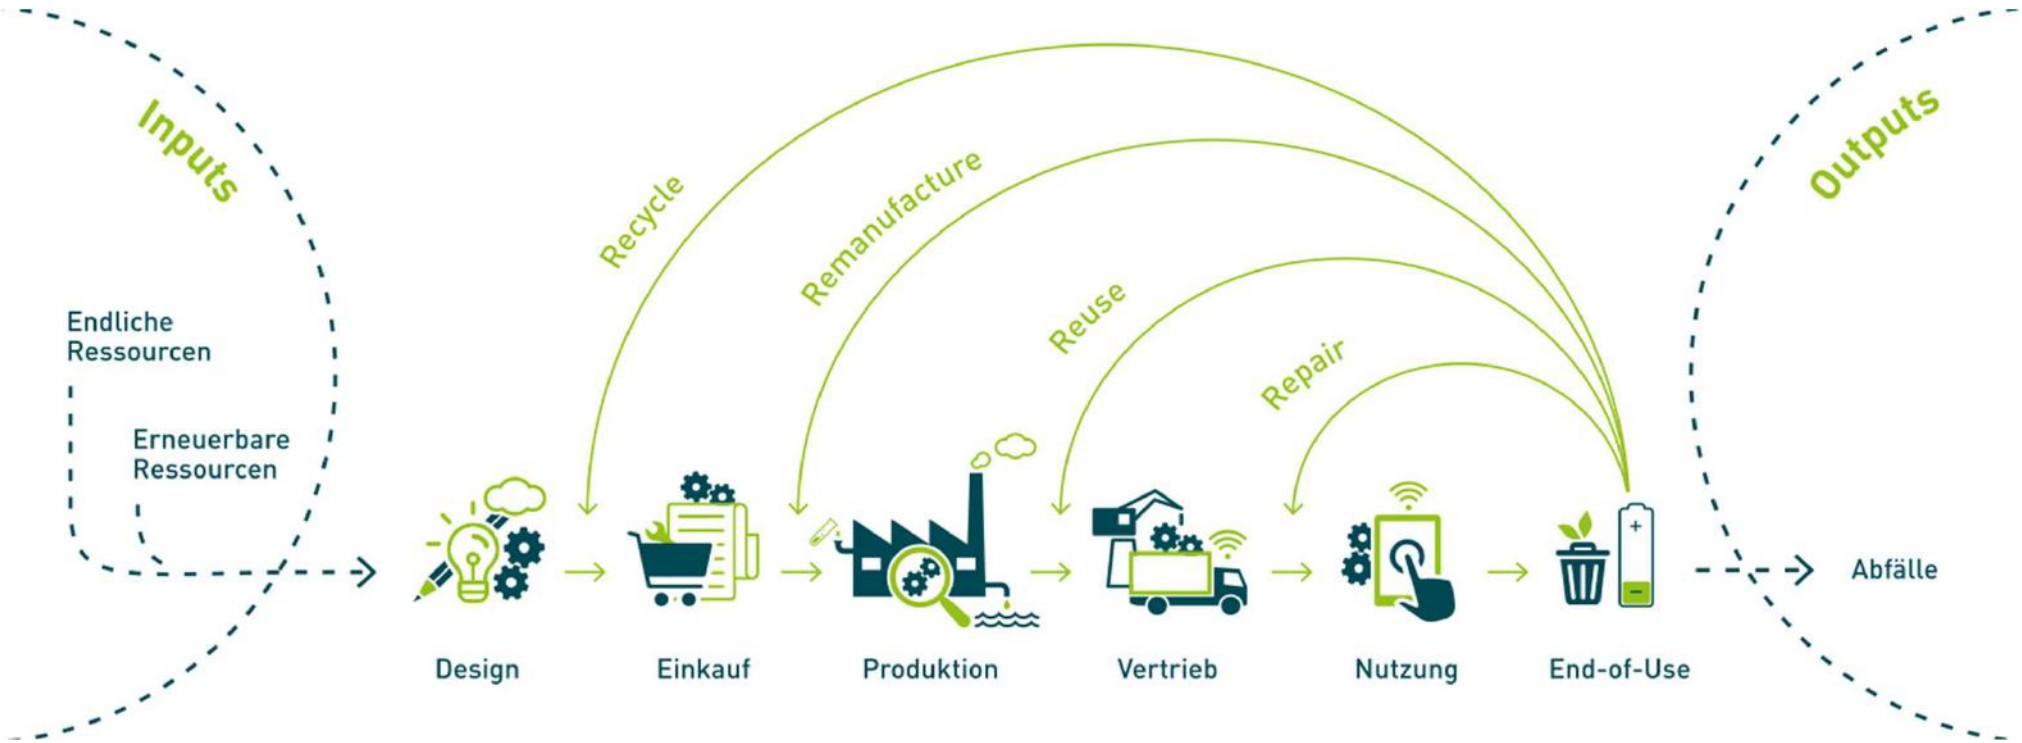 Inputs
Outputs
Recycle
Remanufacture
Reuse
Repair
Endliche
Ressourcen
Erneuerbare
Ressourcen
Abfälle
Design
Einkauf
Produktion
Vertrieb
Nutzung
End-of-Use